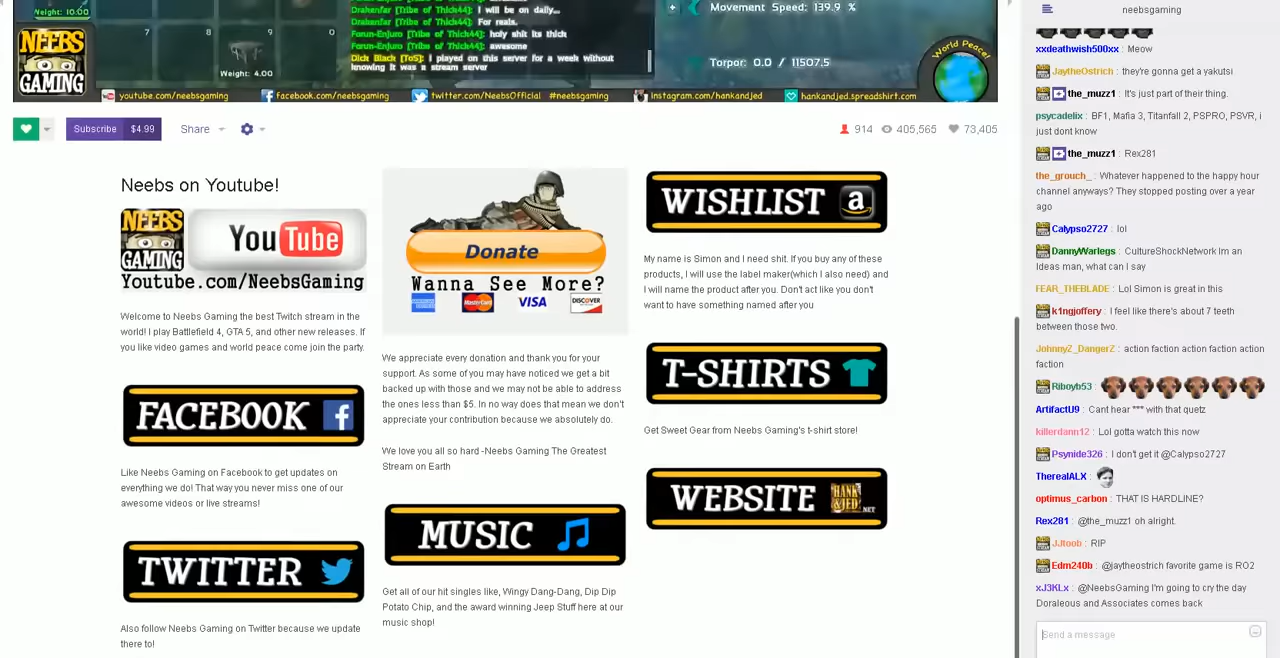 Weight: 10.00
7 8 9 0
Weight: 4.00
Drakenfar [Tribe of Thick44]: I will be on daily...
Drakenfar [Tribe of Thick44]: For reals.
Forun-Enjuro [Tribe of Thick44]: holy shit its thick
Forun-Enjuro [Tribe of Thick44]: awesome
Dick Black [ToS]: I played on this server for a week without
knowing it was a stream server
Movement Speed: 139.9 %
Torpor: 0.0 / 11507.5
World Peace!
NEEBS
GAMING
youtube.com/neebsgaming
facebook.com/neebsgaming
twitter.com/NeebsOfficial #neebsgaming
instagram.com/hankandjed
hankandjed.spreadshirt.com
Subscribe $4.99
Share
914 405,565 73,405
Neebs on Youtube!
NEEBS
GAMING
YouTube
Youtube.com/NeebsGaming
Welcome to Neebs Gaming the best Twitch stream in the
world! I play Battlefield 4, GTA 5, and other new releases. If
you like video games and world peace come join the party.
FACEBOOK
Like Neebs Gaming on Facebook to get updates on
everything we do! That way you never miss one of our
awesome videos or live streams!
TWITTER
Also follow Neebs Gaming on Twitter because we update
there to!
Donate
Wanna See More?
MasterCard VISA DISCOVER
We appreciate every donation and thank you for your
support. As some of you may have noticed we get a bit
backed up with those and we may not be able to address
the ones less than $5. In no way does that mean we don't
appreciate your contribution because we absolutely do.
We love you all so hard -Neebs Gaming The Greatest
Stream on Earth
MUSIC
Get all of our hit singles like, Wingy Dang-Dang, Dip Dip
Potato Chip, and the award winning Jeep Stuff here at our
music shop!
WISHLIST a
My name is Simon and I need shit. If you buy any of these
products, I will use the label maker(which I also need) and
I will name the product after you. Don't act like you don't
want to have something named after you
T-SHIRTS
Get Sweet Gear from Neebs Gaming's t-shirt store!
WEBSITE HANK & JED .NET
neebsgaming
xxdeathwish500xx : Meow
JaytheOstrich : they're gonna get a yakutsi
the_muzz1 : It's just part of their thing.
psycadelix : BF1, Mafia 3, Titanfall 2, PSPRO, PSVR, i
just dont know
the_muzz1 : Rex281
the_grouch_ : Whatever happened to the happy hour
channel anyways? They stopped posting over a year
ago
Calypso2727 : lol
DannyWarlegs : CultureShockNetwork Im an
Ideas man, what can I say
FEAR_THEBLADE : Lol Simon is great in this
k1ngjoffery : I feel like there's about 7 teeth
between those two.
JohnnyZ_DangerZ : action faction action faction action
faction
Riboyb53 :
ArtifactU9 : Cant hear *** with that quetz
killerdann12 : Lol gotta watch this now
Psynide326 : I don't get it @Calypso2727
TherealALX :
optimus_carbon : THAT IS HARDLINE?
Rex281 : @the_muzz1 oh alright.
JJtoob : RIP
Edm240b : @jaytheostrich favorite game is RO2
xJ3KLx : @NeebsGaming I'm going to cry the day
Doraleous and Associates comes back
Send a message